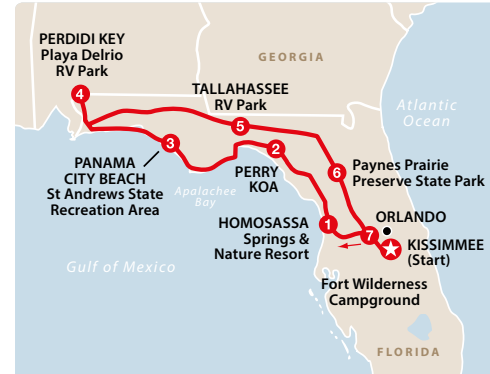 PERDIDI KEY
Playa Delrio
RV Park
4
GEORGIA
TALLAHASSEE
RV Park
5
Atlantic
Ocean
3
2
PANAMA
CITY BEACH
St Andrews State
Recreation Area
Apalachee
Bay
PERRY
KOA
6
Paynes Prairie
Preserve State Park
HOMOSASSA
Springs &
Nature Resort
1
7
ORLANDO
KISSIMMEE
(Start)
Gulf of Mexico
Fort Wilderness
Campground
FLORIDA